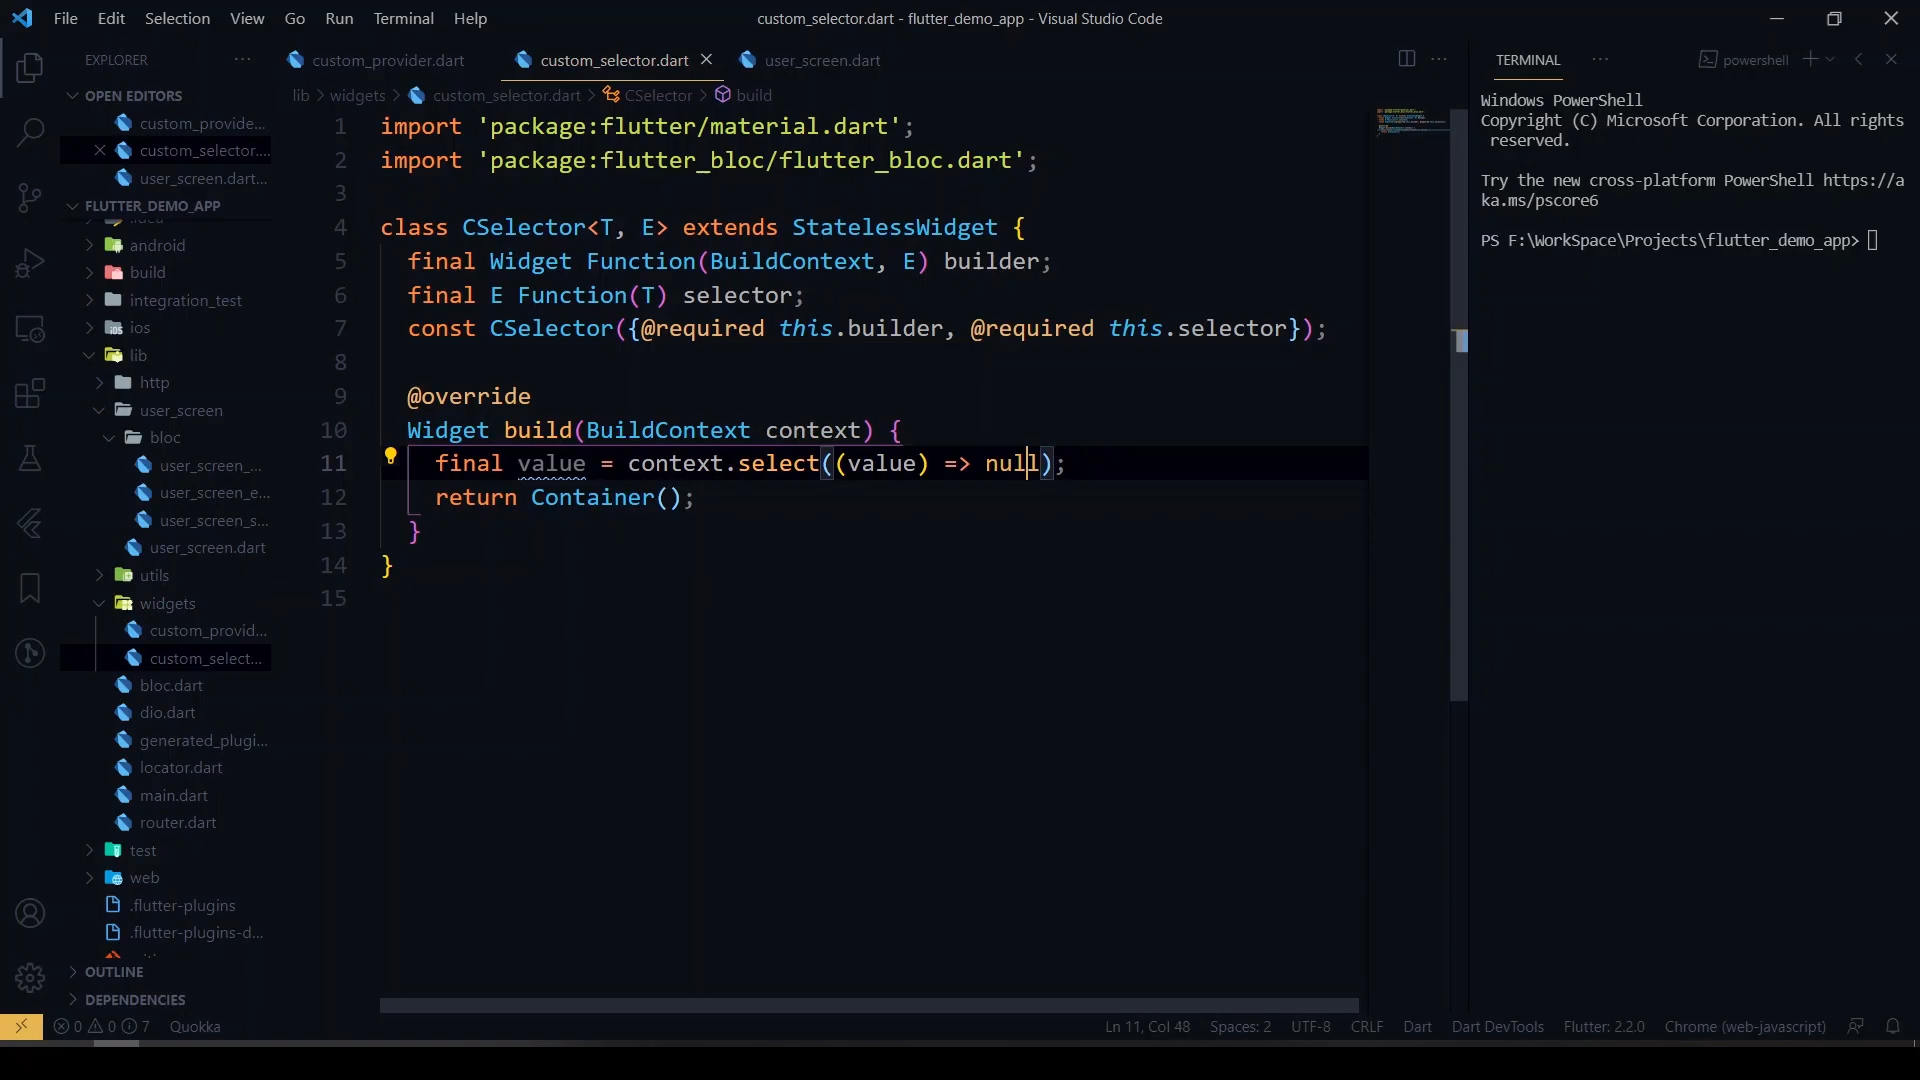 File Edit Selection View Go Run Terminal Help
custom_selector.dart - flutter_demo_app - Visual Studio Code
EXPLORER
OPEN EDITORS
custom_provide...
custom_selector....
user_screen.dart...
FLUTTER_DEMO_APP
android
build
integration_test
ios
lib
http
user_screen
bloc
user_screen_...
user_screen_e...
user_screen_s...
user_screen.dart
utils
widgets
custom_provid...
custom_select...
bloc.dart
dio.dart
generated_plugi...
locator.dart
main.dart
router.dart
test
web
.flutter-plugins
.flutter-plugins-d...
OUTLINE
DEPENDENCIES
custom_provider.dart
custom_selector.dart
user_screen.dart
lib > widgets > custom_selector.dart > CSelector > build
1 import 'package:flutter/material.dart';
2 import 'package:flutter_bloc/flutter_bloc.dart';
3
4 class CSelector<T, E> extends StatelessWidget {
5 final Widget Function(BuildContext, E) builder;
6 final E Function(T) selector;
7 const CSelector({@required this.builder, @required this.selector});
8
9 @override
10 Widget build(BuildContext context) {
11 final value = context.select((value) => null);
12 return Container();
13 }
14 }
15
TERMINAL
powershell
Windows PowerShell
Copyright (C) Microsoft Corporation. All rights
reserved.
Try the new cross-platform PowerShell https://a
ka.ms/pscore6
PS F:\WorkSpace\Projects\flutter_demo_app>
0 0 7 Quokka
Ln 11, Col 48 Spaces: 2 UTF-8 CRLF Dart Dart DevTools Flutter: 2.2.0 Chrome (web-javascript)